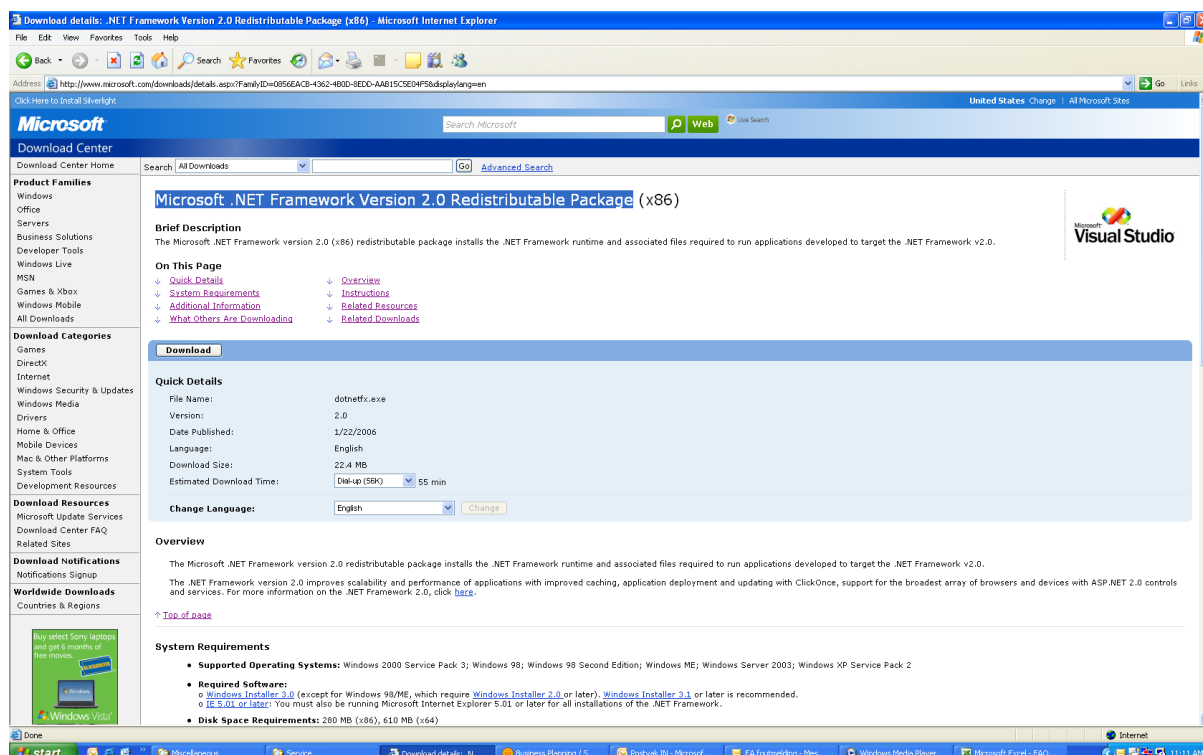 Download details: .NET Framework Version 2.0 Redistributable Package (x86) - Microsoft Internet Explorer
File Edit View Favorites Tools Help
Back Search Favorites
Address http://www.microsoft.com/downloads/details.aspx?FamilyID=0856EACB-4362-4B0D-8EDD-AAB15C5E04F5&displaylang=en Go Links
Click Here to Install Silverlight United States Change | All Microsoft Sites
Microsoft Search Microsoft Web Live Search
Download Center
Download Center Home Search All Downloads Go Advanced Search
Product Families
Windows
Office
Servers
Business Solutions
Developer Tools
Windows Live
MSN
Games & Xbox
Windows Mobile
All Downloads
Download Categories
Games
DirectX
Internet
Windows Security & Updates
Windows Media
Drivers
Home & Office
Mobile Devices
Mac & Other Platforms
System Tools
Development Resources
Download Resources
Microsoft Update Services
Download Center FAQ
Related Sites
Download Notifications
Notifications Signup
Worldwide Downloads
Countries & Regions
Buy select Sony laptops
and get 6 months of
free movies.
Windows Vista
Microsoft .NET Framework Version 2.0 Redistributable Package (x86)
Microsoft
Visual Studio
Brief Description
The Microsoft .NET Framework version 2.0 (x86) redistributable package installs the .NET Framework runtime and associated files required to run applications developed to target the .NET Framework v2.0.
On This Page
Quick Details Overview
System Requirements Instructions
Additional Information Related Resources
What Others Are Downloading Related Downloads
Download
Quick Details
File Name: dotnetfx.exe
Version: 2.0
Date Published: 1/22/2006
Language: English
Download Size: 22.4 MB
Estimated Download Time: Dial-up (56K) 55 min
Change Language: English Change
Overview
The Microsoft .NET Framework version 2.0 redistributable package installs the .NET Framework runtime and associated files required to run applications developed to target the .NET Framework v2.0.
The .NET Framework version 2.0 improves scalability and performance of applications with improved caching, application deployment and updating with ClickOnce, support for the broadest array of browsers and devices with ASP.NET 2.0 controls
and services. For more information on the .NET Framework 2.0, click here.
Top of page
System Requirements
• Supported Operating Systems: Windows 2000 Service Pack 3; Windows 98; Windows 98 Second Edition; Windows ME; Windows Server 2003; Windows XP Service Pack 2
• Required Software:
o Windows Installer 3.0 (except for Windows 98/ME, which require Windows Installer 2.0 or later). Windows Installer 3.1 or later is recommended.
o IE 5.01 or later: You must also be running Microsoft Internet Explorer 5.01 or later for all installations of the .NET Framework.
• Disk Space Requirements: 280 MB (x86), 610 MB (x64)
Done Internet
start Miscellaneous Service Download details: .N... Business Planning / S... Postvak IN - Microsof... FA foutmelding - Mes... Windows Media Player Microsoft Excel - FAO... 11:11 AM